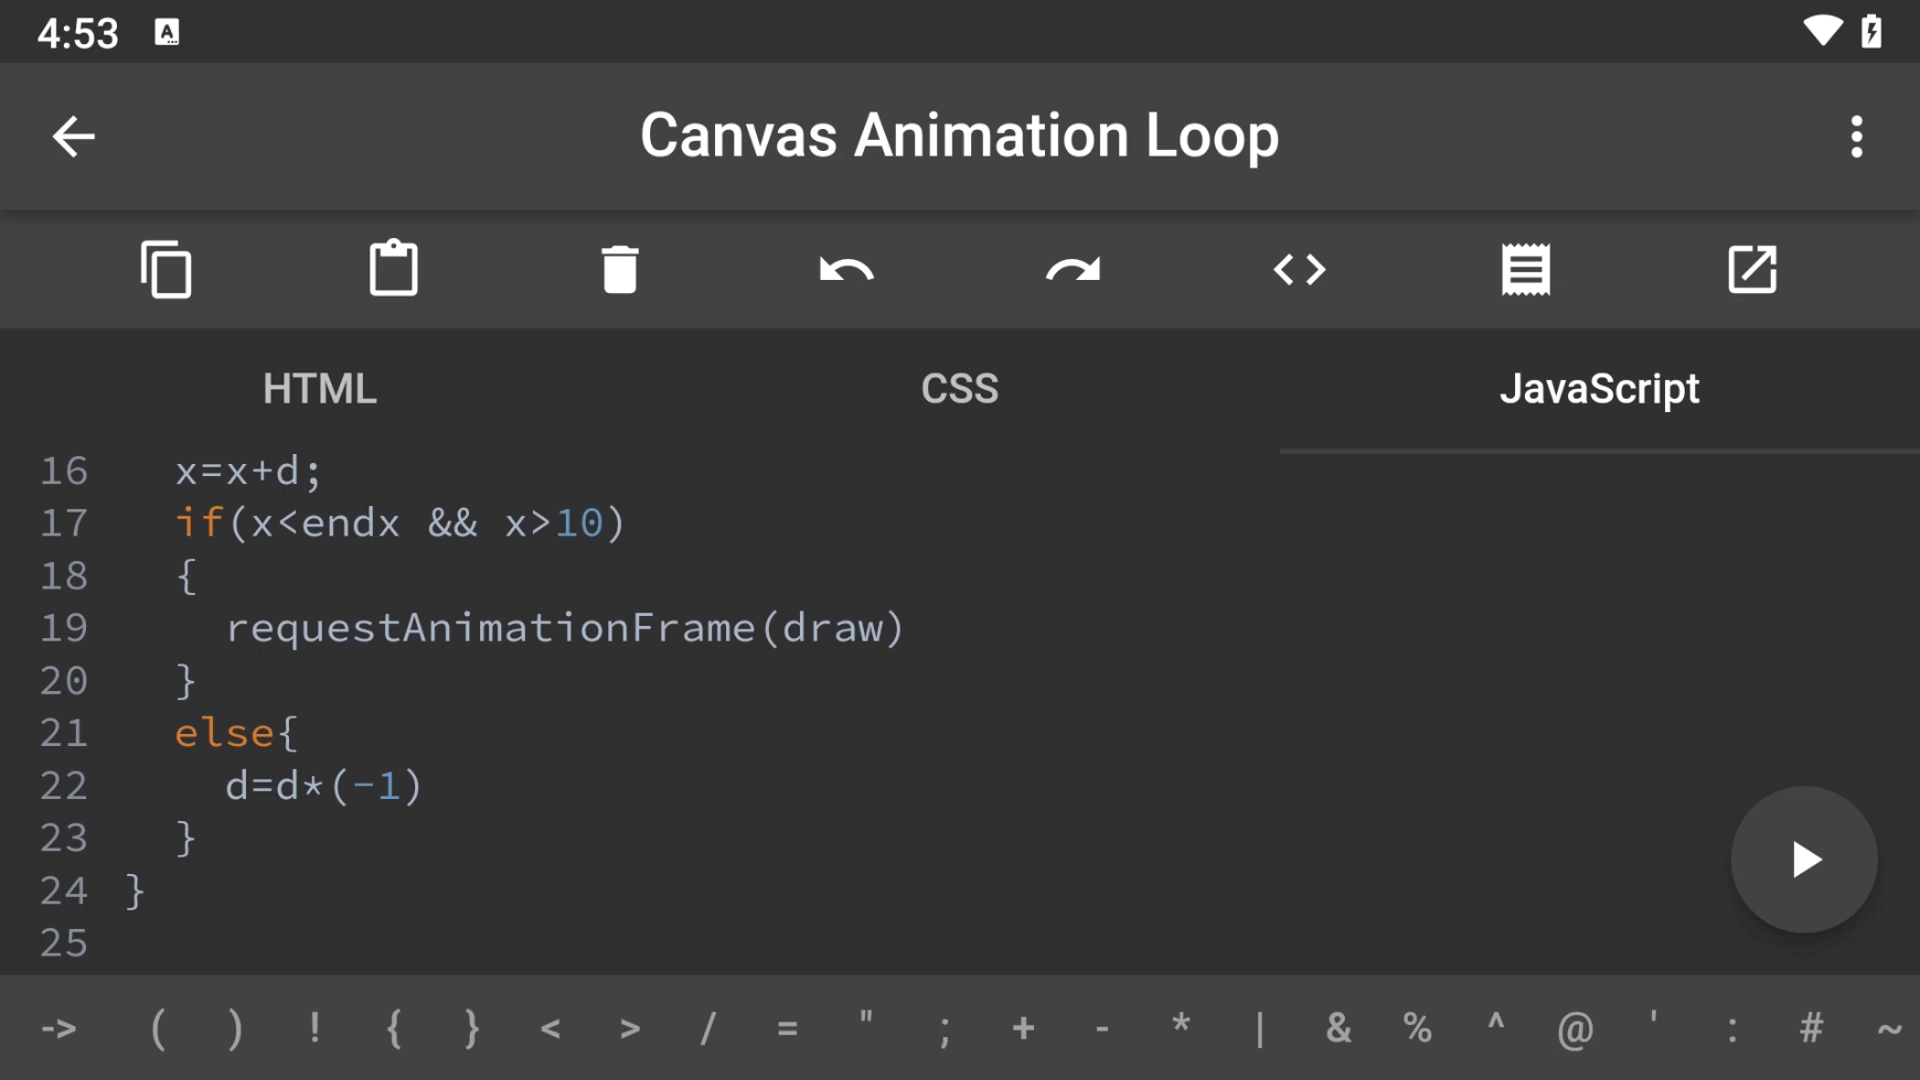 4:53 A
Canvas Animation Loop
HTML CSS JavaScript
16 x=x+d;
17 if(x<endx && x>10)
18 {
19 requestAnimationFrame(draw)
20 }
21 else{
22 d=d*(-1)
23 }
24 }
25
-> ( ) ! { } < > / = " ; + - * | & % ^ @ ' : # ~